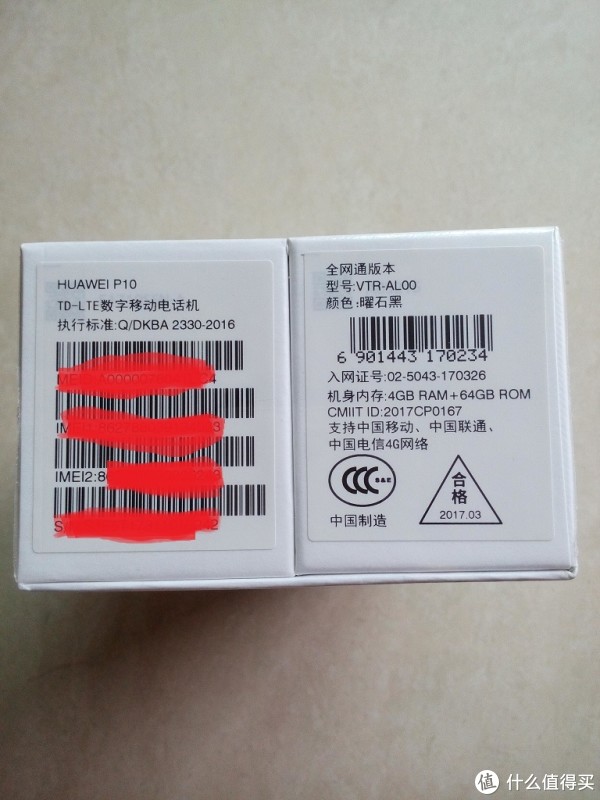 HUAWEI P10
TD-LTE数字移动电话机
执行标准:Q/DKBA 2330-2016
IMEI2:8
全网通版本
型号:VTR-AL00
颜色:曜石黑
6 901443 170234
入网证号:02-5043-170326
机身内存:4GB RAM+64GB ROM
CMIIT ID:2017CP0167
支持中国移动、中国联通、
中国电信4G网络
CCC S&E
中国制造
合格
2017.03
值 什么值得买